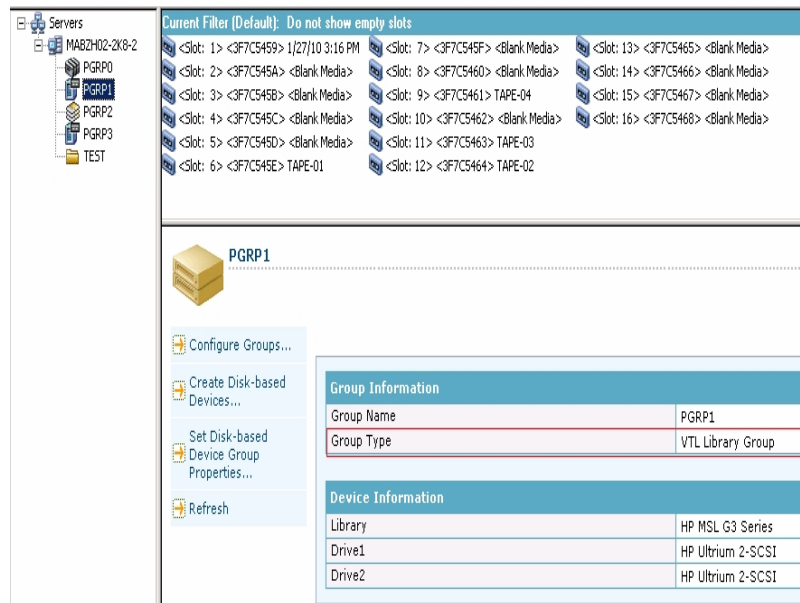 Servers
MABZH02-2K8-2
PGRP0
PGRP1
PGRP2
PGRP3
TEST
Current Filter (Default): Do not show empty slots
<Slot: 1> <3F7C5459> 1/27/10 3:16 PM
<Slot: 2> <3F7C545A> <Blank Media>
<Slot: 3> <3F7C545B> <Blank Media>
<Slot: 4> <3F7C545C> <Blank Media>
<Slot: 5> <3F7C545D> <Blank Media>
<Slot: 6> <3F7C545E> TAPE-01
<Slot: 7> <3F7C545F> <Blank Media>
<Slot: 8> <3F7C5460> <Blank Media>
<Slot: 9> <3F7C5461> TAPE-04
<Slot: 10> <3F7C5462> <Blank Media>
<Slot: 11> <3F7C5463> TAPE-03
<Slot: 12> <3F7C5464> TAPE-02
<Slot: 13> <3F7C5465> <Blank Media>
<Slot: 14> <3F7C5466> <Blank Media>
<Slot: 15> <3F7C5467> <Blank Media>
<Slot: 16> <3F7C5468> <Blank Media>
PGRP1
Configure Groups...
Create Disk-based
Devices...
Set Disk-based
Device Group
Properties...
Refresh
Group Information
Group Name PGRP1
Group Type VTL Library Group
Device Information
Library HP MSL G3 Series
Drive1 HP Ultrium 2-SCSI
Drive2 HP Ultrium 2-SCSI